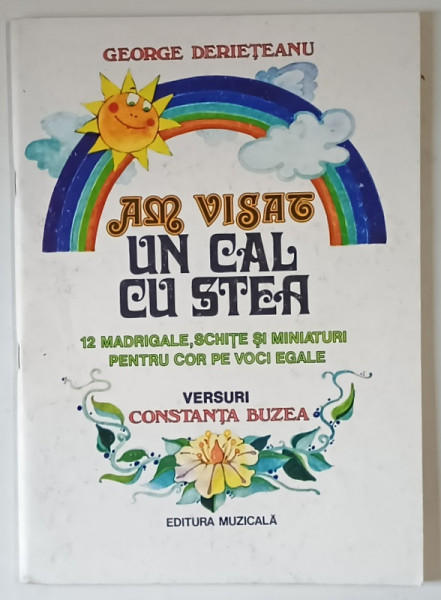 GEORGE DERIEȚEANU
AM VISAT
UN CAL
CU STEA
12 MADRIGALE, SCHIȚE ȘI MINIATURI
PENTRU COR PE VOCI EGALE
VERSURI
CONSTANȚA BUZEA
EDITURA MUZICALĂ